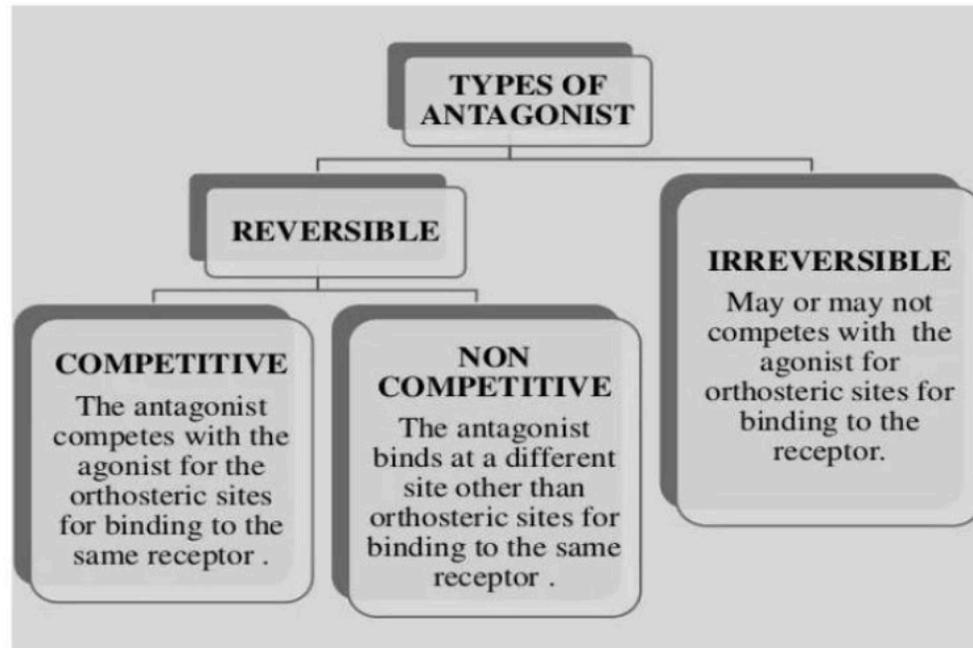 TYPES OF
ANTAGONIST
REVERSIBLE
IRREVERSIBLE
May or may not
competes with the
agonist for
orthosteric sites for
binding to the
receptor.
COMPETITIVE
The antagonist
competes with the
agonist for the
orthosteric sites
for binding to the
same receptor .
NON
COMPETITIVE
The antagonist
binds at a different
site other than
orthosteric sites for
binding to the same
receptor .